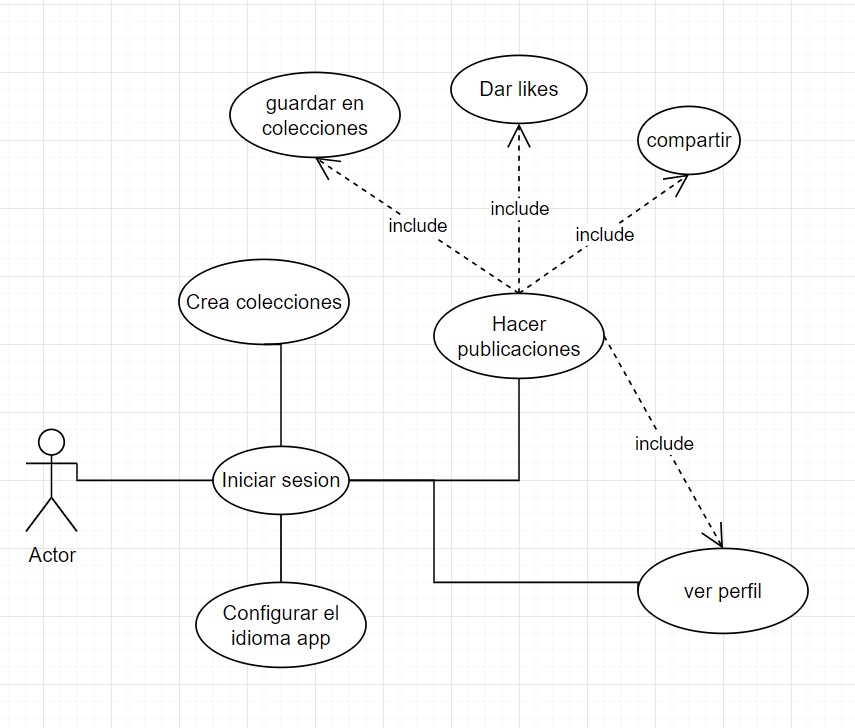 guardar en
colecciones
Dar likes
compartir
include
include
include
Crea colecciones
Hacer
publicaciones
include
Iniciar sesion
Actor
Configurar el
idioma app
ver perfil